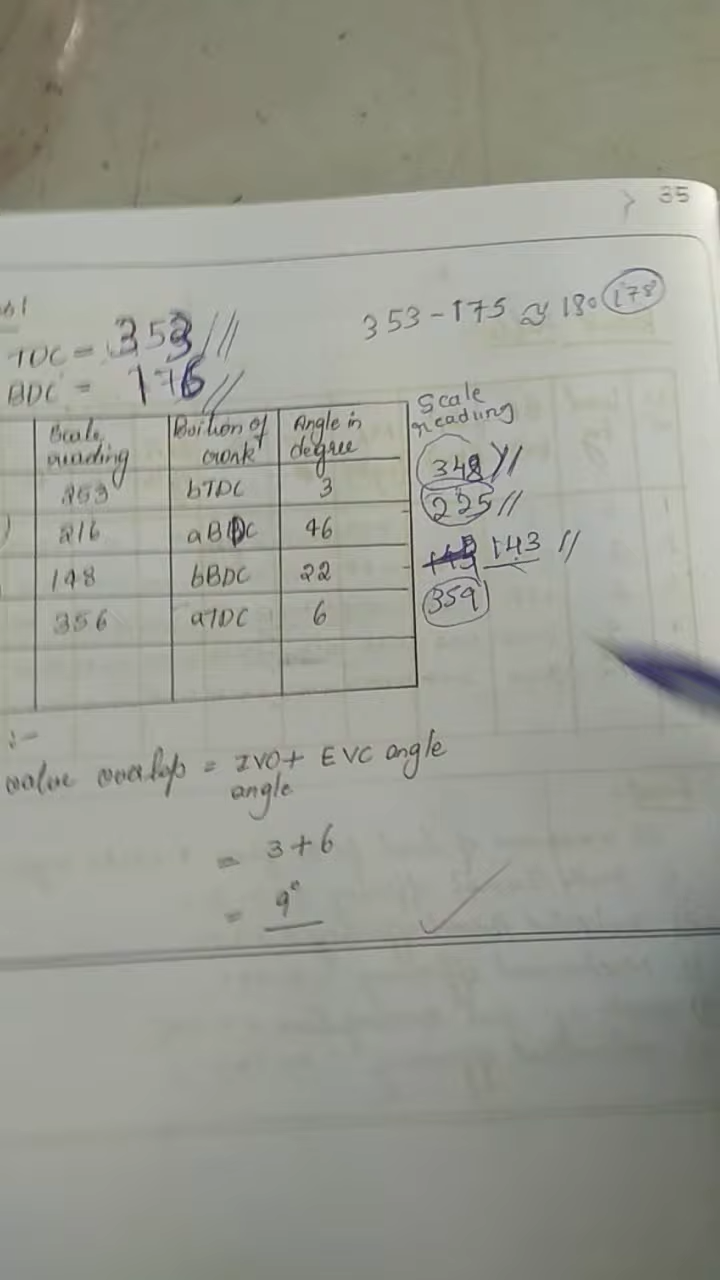 35
TDC = 353 //
353 - 175 ≈ 180 178
BDC = 176 //
Scale reading
Position of crank
Angle in degree
Scale reading
bTDC 3 348 //
216 aBDC 46 225 //
148 bBDC 22 143 //
356 aTDC 6 359
:-
valve overlap = IVO + EVC angle
angle
= 3+6
= 9°